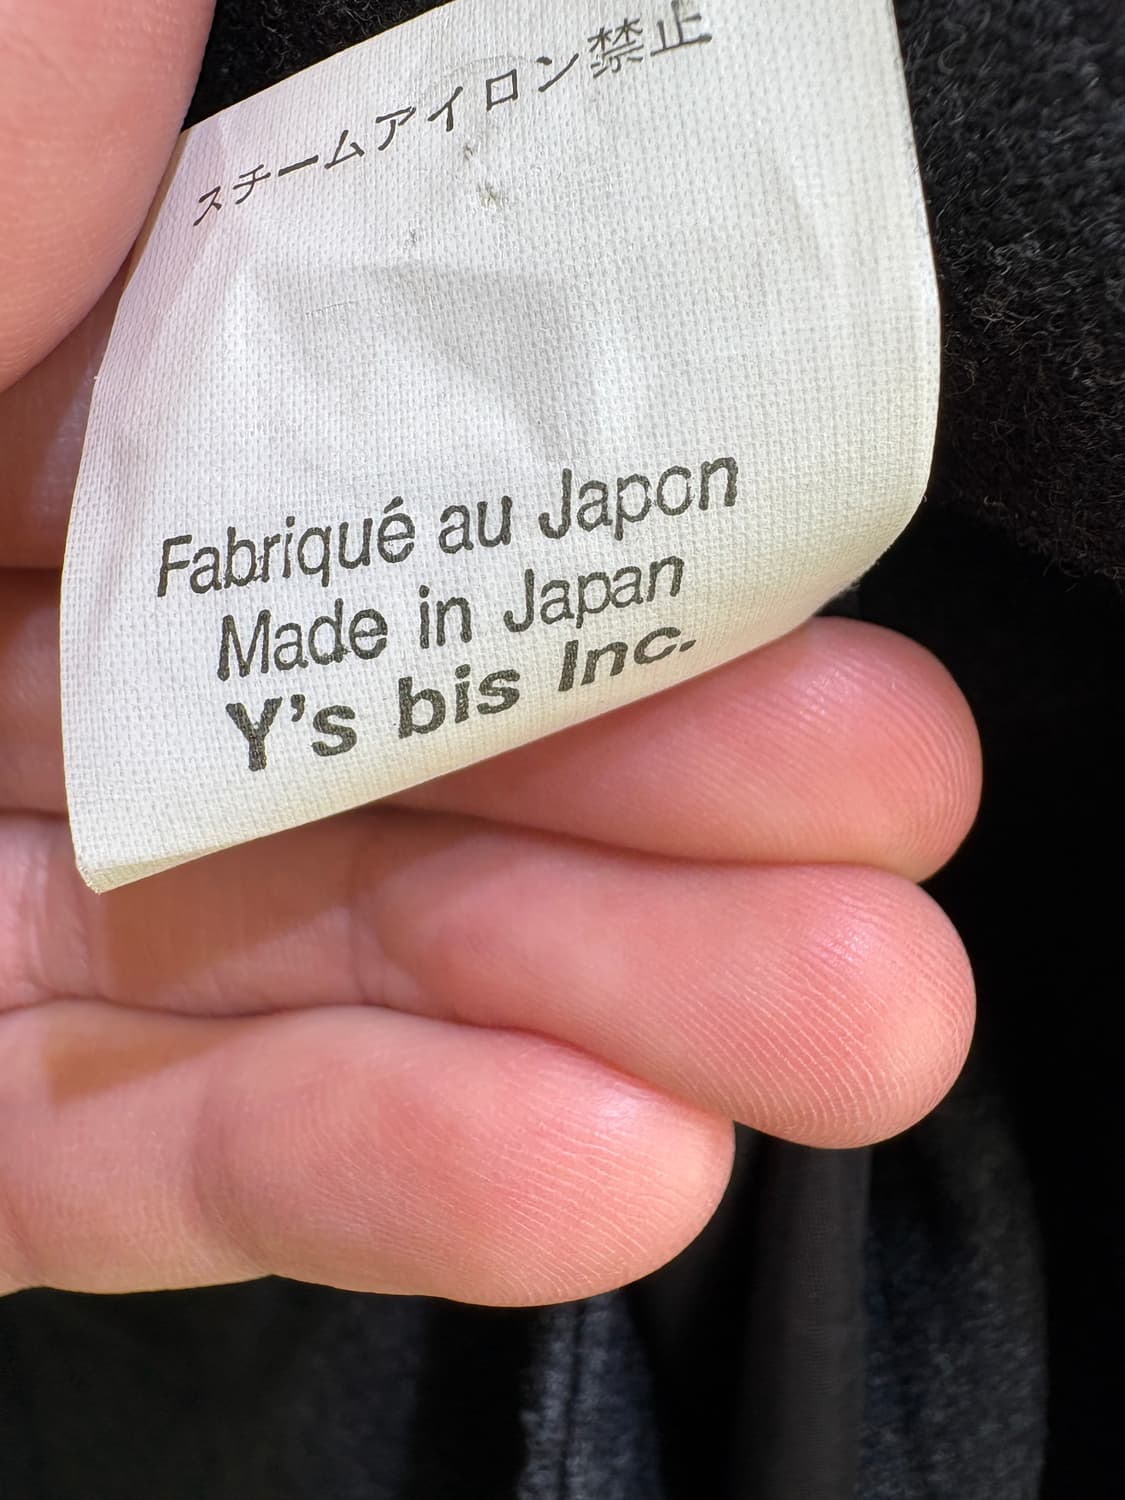 スチームアイロン禁止
Fabriqué au Japon
Made in Japan
Y's bis Inc.